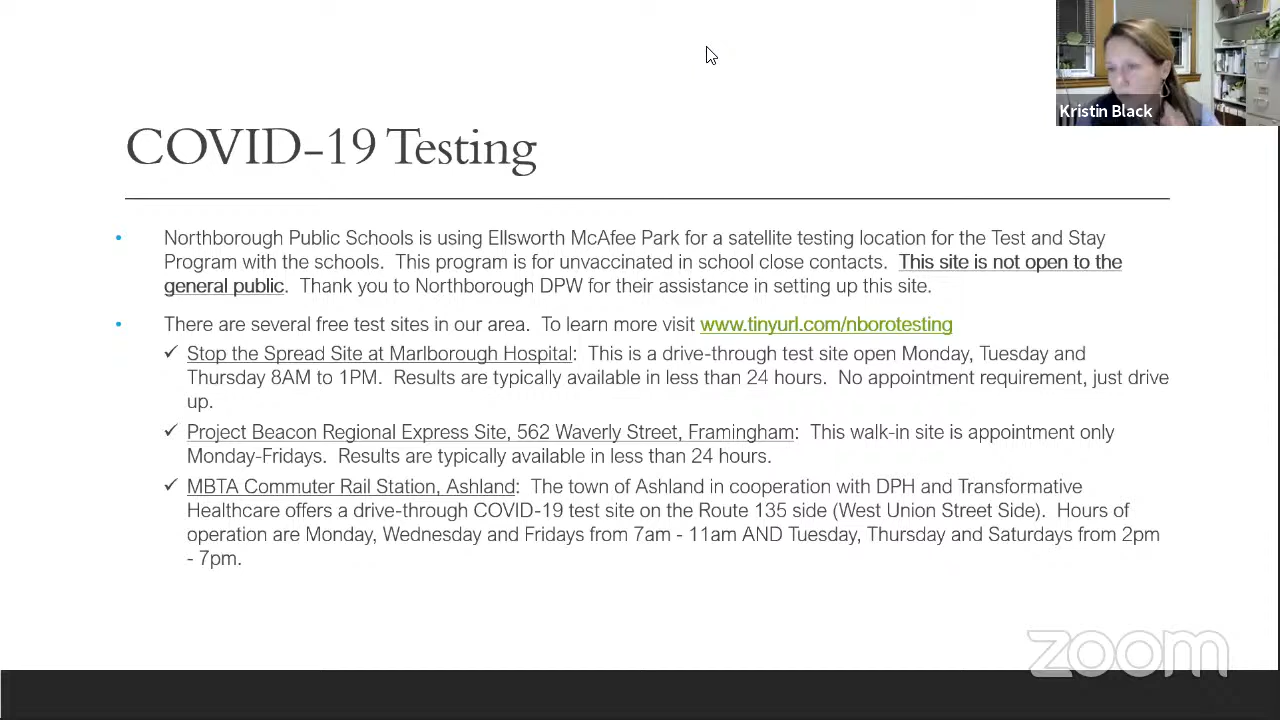 Kristin Black
COVID-19 Testing
• Northborough Public Schools is using Ellsworth McAfee Park for a satellite testing location for the Test and Stay
Program with the schools.  This program is for unvaccinated in school close contacts.  This site is not open to the
general public.  Thank you to Northborough DPW for their assistance in setting up this site.
• There are several free test sites in our area.  To learn more visit www.tinyurl.com/nborotesting
✓ Stop the Spread Site at Marlborough Hospital:  This is a drive-through test site open Monday, Tuesday and
Thursday 8AM to 1PM.  Results are typically available in less than 24 hours.  No appointment requirement, just drive
up.
✓ Project Beacon Regional Express Site, 562 Waverly Street, Framingham:  This walk-in site is appointment only
Monday-Fridays.  Results are typically available in less than 24 hours.
✓ MBTA Commuter Rail Station, Ashland:  The town of Ashland in cooperation with DPH and Transformative
Healthcare offers a drive-through COVID-19 test site on the Route 135 side (West Union Street Side).  Hours of
operation are Monday, Wednesday and Fridays from 7am - 11am AND Tuesday, Thursday and Saturdays from 2pm
- 7pm.
zoom